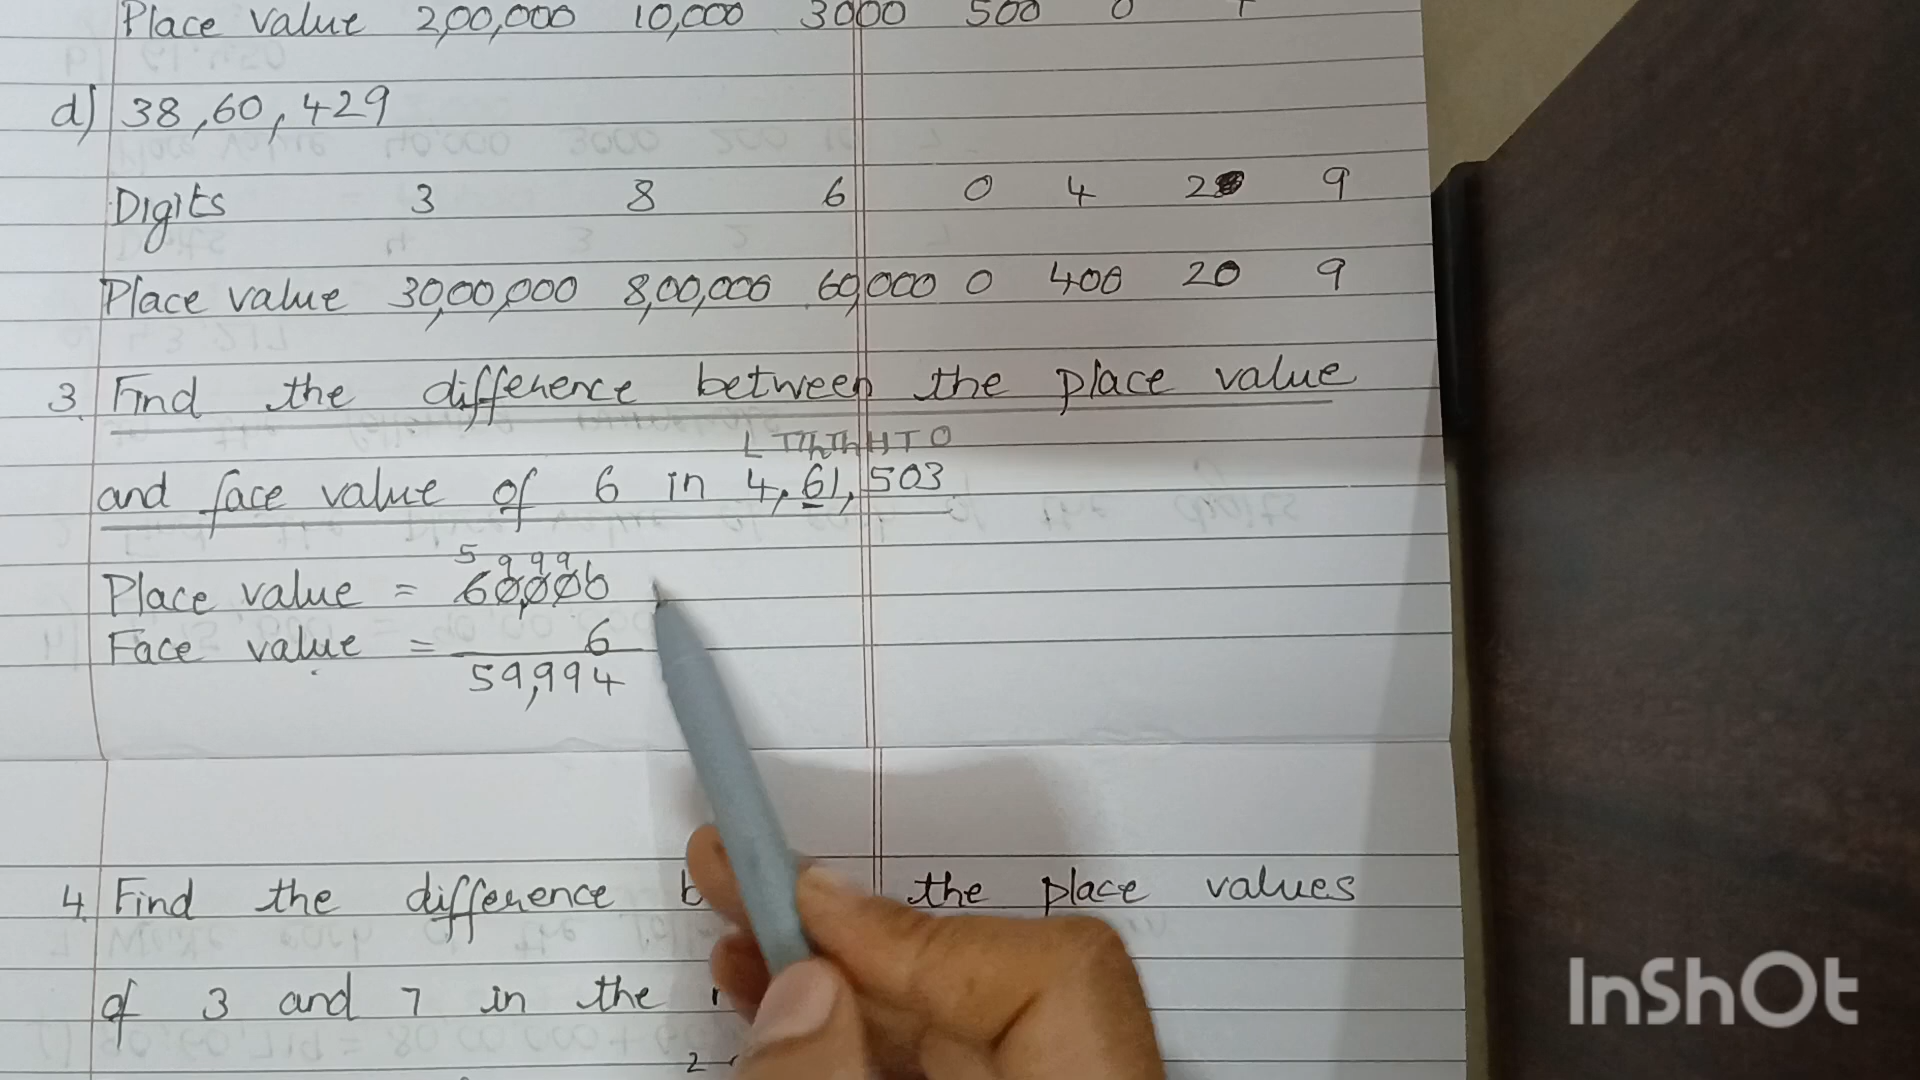 Place value 2,00,000 10,000 3000 500 0
d) 38,60,429
Digits 3 8 6 0 4 2 9
Place value 30,00,000 8,00,000 60,000 0 400 20 9
3. Find the difference between the place value
L TTh Th H T O
and face value of 6 in 4,61,503
5 9 9 9
Place value = 60,000
Face value = 6
59,994
4. Find the difference the place values
of 3 and 7 in the
2
InShOt